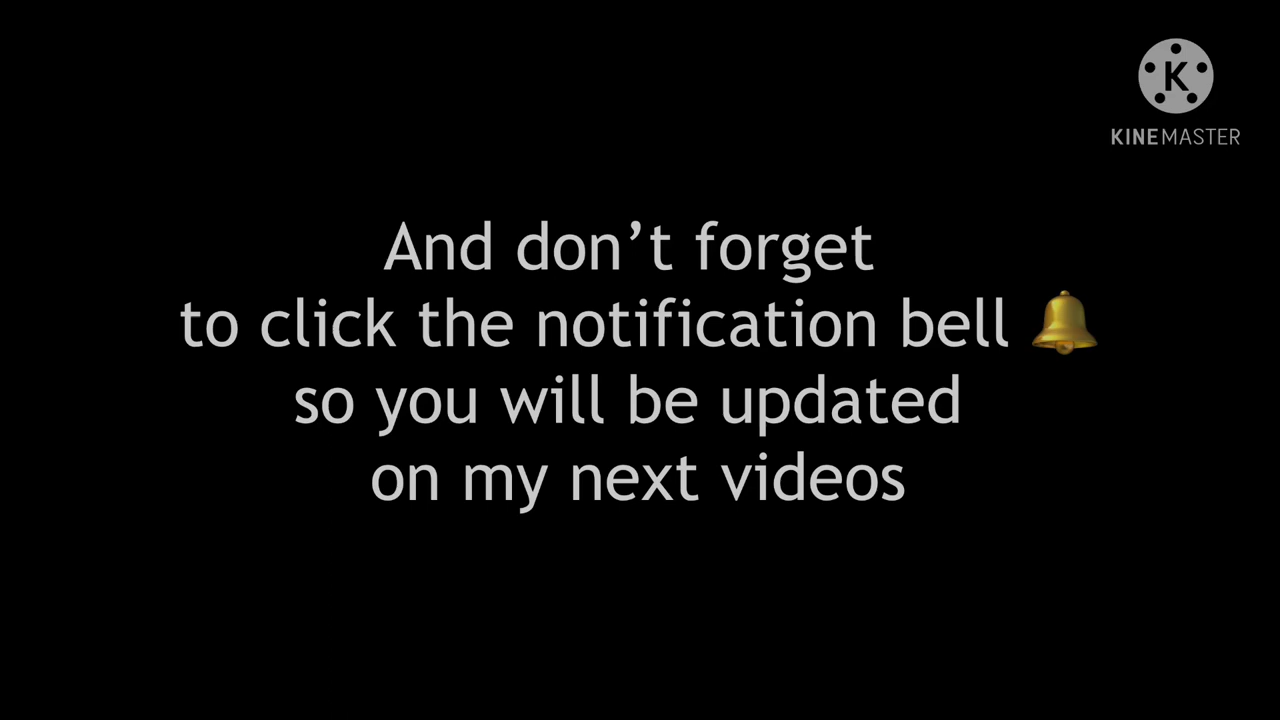 K
KINEMASTER
And don’t forget
to click the notification bell 🔔
so you will be updated
on my next videos